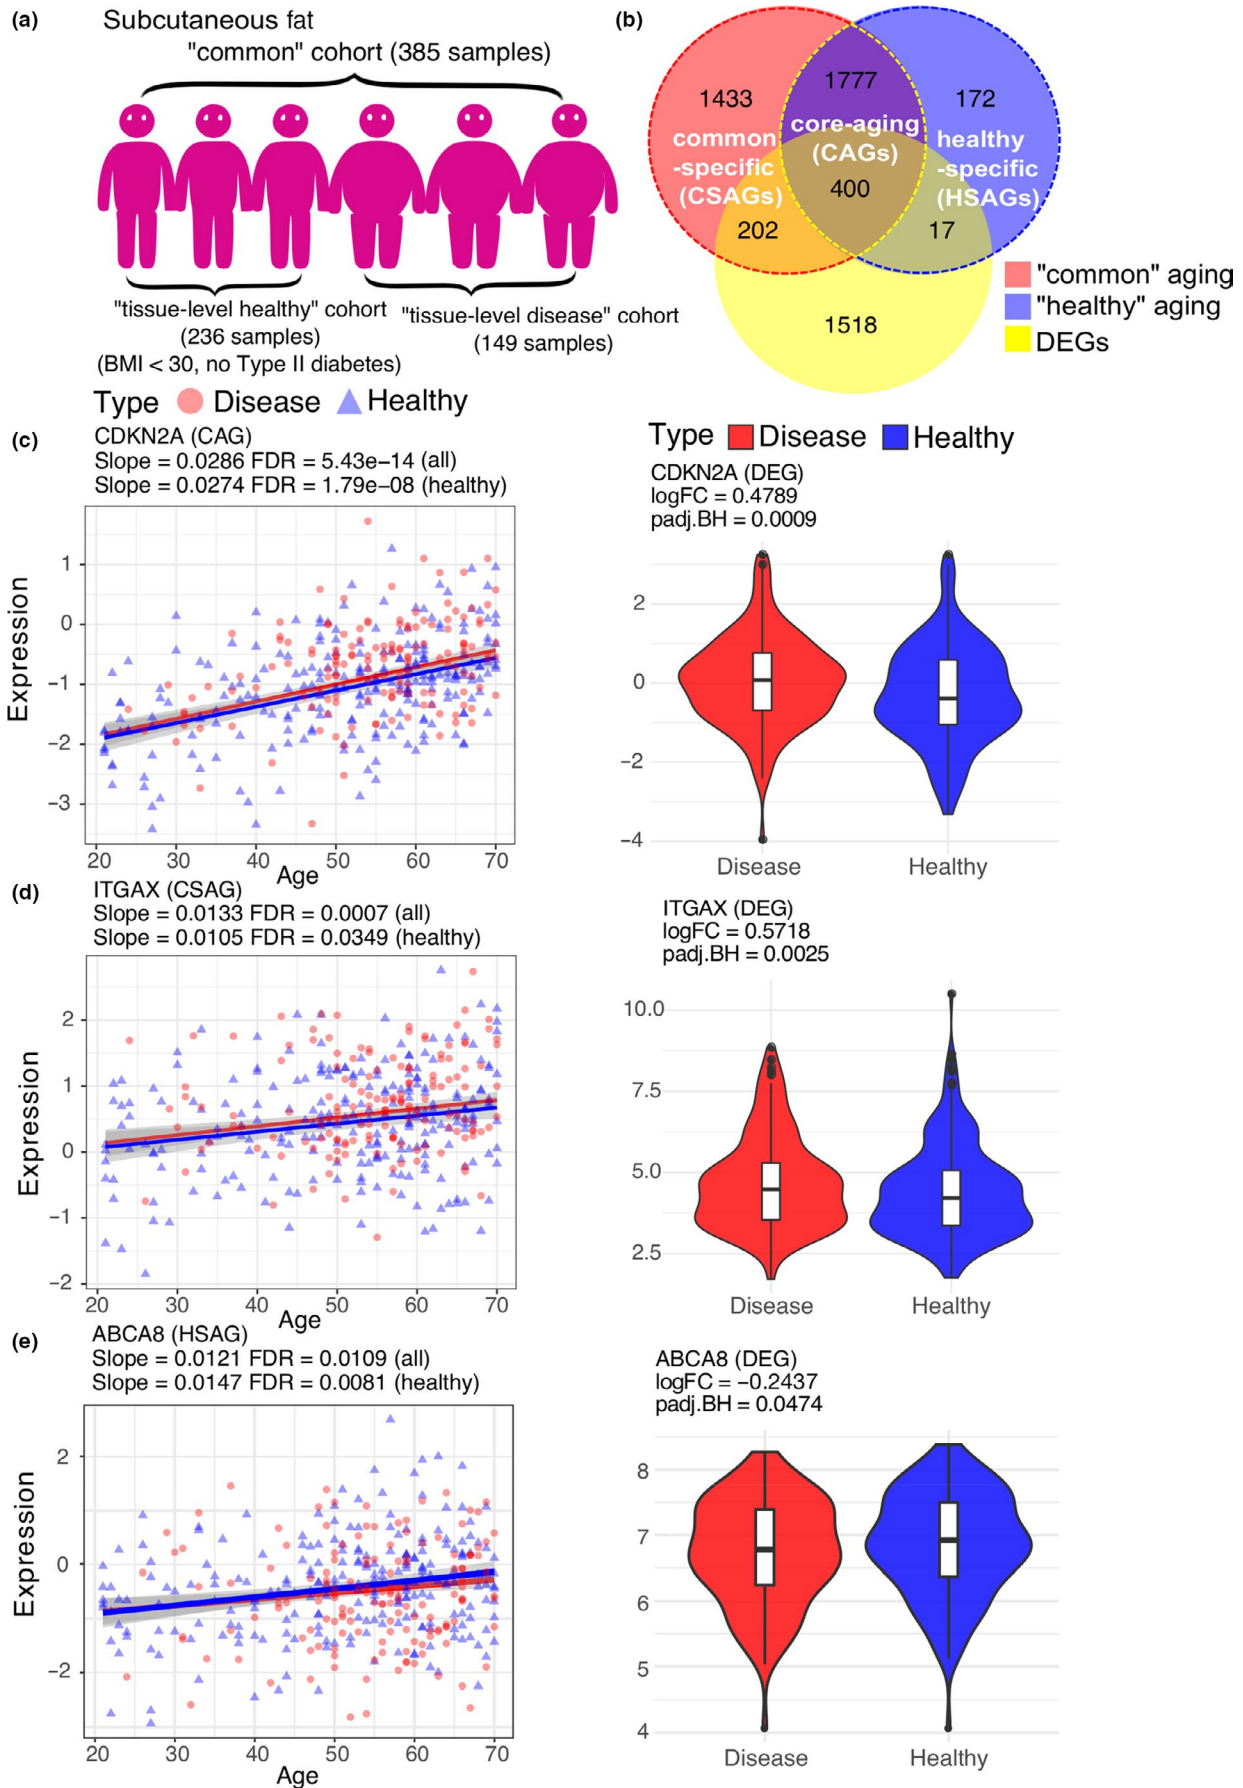 (a)
Subcutaneous fat
"common" cohort (385 samples)
"tissue-level healthy" cohort
(236 samples)
(BMI < 30, no Type II diabetes)
"tissue-level disease" cohort
(149 samples)
(b)
1433
1777
172
common
-specific
(CSAGs)
core-aging
(CAGs)
healthy
-specific
(HSAGs)
400
202
17
1518
"common" aging
"healthy" aging
DEGs
Type Disease Healthy
(c)
CDKN2A (CAG)
Slope = 0.0286 FDR = 5.43e−14 (all)
Slope = 0.0274 FDR = 1.79e−08 (healthy)
Expression
1
0
−1
−2
−3
20 30 40 50 60 70
Age
Type Disease Healthy
CDKN2A (DEG)
logFC = 0.4789
padj.BH = 0.0009
2
0
−2
−4
Disease Healthy
(d)
ITGAX (CSAG)
Slope = 0.0133 FDR = 0.0007 (all)
Slope = 0.0105 FDR = 0.0349 (healthy)
Expression
2
1
0
−1
−2
20 30 40 50 60 70
Age
ITGAX (DEG)
logFC = 0.5718
padj.BH = 0.0025
10.0
7.5
5.0
2.5
Disease Healthy
(e)
ABCA8 (HSAG)
Slope = 0.0121 FDR = 0.0109 (all)
Slope = 0.0147 FDR = 0.0081 (healthy)
Expression
2
0
−2
20 30 40 50 60 70
Age
ABCA8 (DEG)
logFC = −0.2437
padj.BH = 0.0474
8
7
6
5
4
Disease Healthy